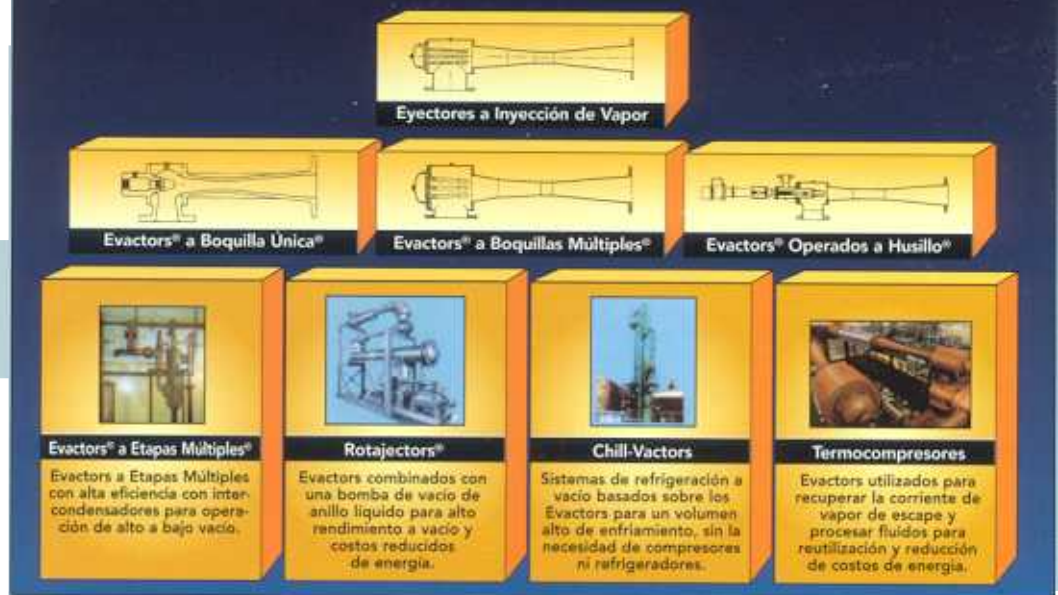 Eyectores a Inyección de Vapor
Evactors® a Boquilla Única®
Evactors® a Boquillas Múltiples®
Evactors® Operados a Husillo®
Evactors® a Etapas Múltiples®
Evactors a Etapas Múltiples
con alta eficiencia con inter-
condensadores para opera-
ción de alto a bajo vacío.
Rotajectors®
Evactors combinados con
una bomba de vacío de
anillo líquido para alto
rendimiento a vacío y
costos reducidos
de energía.
Chill-Vactors
Sistemas de refrigeración a
vacío basados sobre los
Evactors para un volumen
alto de enfriamiento, sin la
necesidad de compresores
ni refrigeradores.
Termocompresores
Evactors utilizados para
recuperar la corriente de
vapor de escape y
procesar fluidos para
reutilización y reducción
de costos de energía.